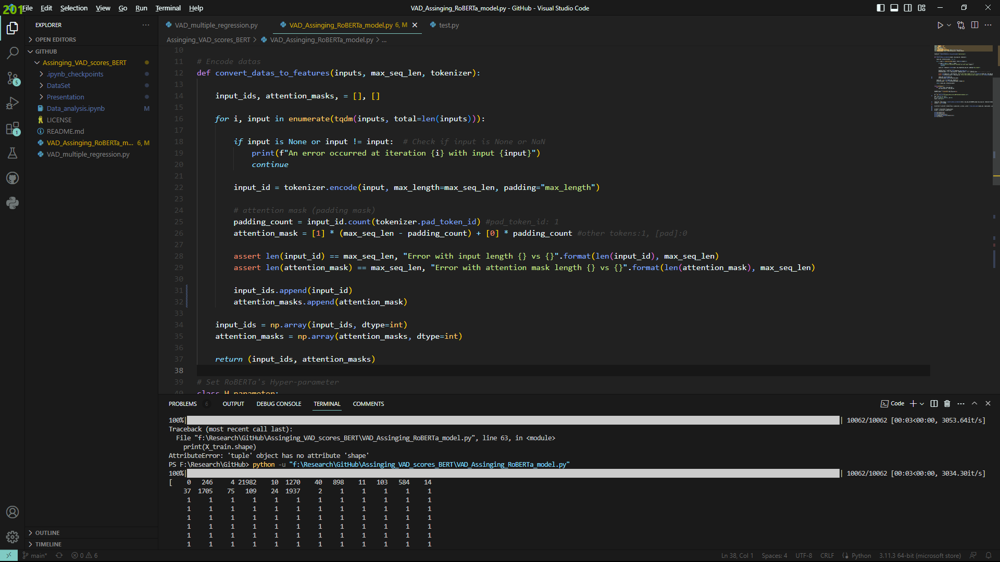 201
File Edit Selection View Go Run Terminal Help
VAD_Assinging_RoBERTa_model.py - GitHub - Visual Studio Code
EXPLORER
OPEN EDITORS
GITHUB
Assinging_VAD_scores_BERT
.ipynb_checkpoints
DataSet
Presentation
Data_analysis.ipynb M
LICENSE
README.md
VAD_Assinging_RoBERTa_m... 6, M
VAD_multiple_regression.py
OUTLINE
TIMELINE
5
1
VAD_multiple_regression.py VAD_Assinging_RoBERTa_model.py 6, M test.py
Assinging_VAD_scores_BERT > VAD_Assinging_RoBERTa_model.py > ...
10
11 # Encode datas
12 def convert_datas_to_features(inputs, max_seq_len, tokenizer):
13
14 input_ids, attention_masks, = [], []
15
16 for i, input in enumerate(tqdm(inputs, total=len(inputs))):
17
18 if input is None or input != input: # Check if input is None or NaN
19 print(f"An error occurred at iteration {i} with input {input}")
20 continue
21
22 input_id = tokenizer.encode(input, max_length=max_seq_len, padding="max_length")
23
24 # attention mask (padding mask)
25 padding_count = input_id.count(tokenizer.pad_token_id) #pad_token_id: 1
26 attention_mask = [1] * (max_seq_len - padding_count) + [0] * padding_count #other tokens:1, [pad]:0
27
28 assert len(input_id) == max_seq_len, "Error with input length {} vs {}".format(len(input_id), max_seq_len)
29 assert len(attention_mask) == max_seq_len, "Error with attention mask length {} vs {}".format(len(attention_mask), max_seq_len)
30
31 input_ids.append(input_id)
32 attention_masks.append(attention_mask)
33
34 input_ids = np.array(input_ids, dtype=int)
35 attention_masks = np.array(attention_masks, dtype=int)
36
37 return (input_ids, attention_masks)
38
39 # Set RoBERTa's Hyper-parameter
40 class H_parameter:
PROBLEMS 6 OUTPUT DEBUG CONSOLE TERMINAL COMMENTS
Code
100%| | 10062/10062 [00:03<00:00, 3053.64it/s]
Traceback (most recent call last):
File "f:\Research\GitHub\Assinging_VAD_scores_BERT\VAD_Assinging_RoBERTa_model.py", line 63, in <module>
print(X_train.shape)
AttributeError: 'tuple' object has no attribute 'shape'
PS F:\Research\GitHub> python -u "f:\Research\GitHub\Assinging_VAD_scores_BERT\VAD_Assinging_RoBERTa_model.py"
100%| | 10062/10062 [00:03<00:00, 3034.30it/s]
[ 0 246 4 21982 10 1270 40 898 11 103 584 14
37 1705 75 109 24 1937 2 1 1 1 1 1
1 1 1 1 1 1 1 1 1 1 1 1
1 1 1 1 1 1 1 1 1 1 1 1
1 1 1 1 1 1 1 1 1 1 1 1
1 1 1 1 1 1 1 1 1 1 1 1
1 1 1 1 1 1 1 1 1 1 1 1
1 1 1 1 1 1 1 1 1 1 1 1
main* 0 6 Ln 38, Col 1 Spaces: 4 UTF-8 CRLF Python 3.11.3 64-bit (microsoft store)